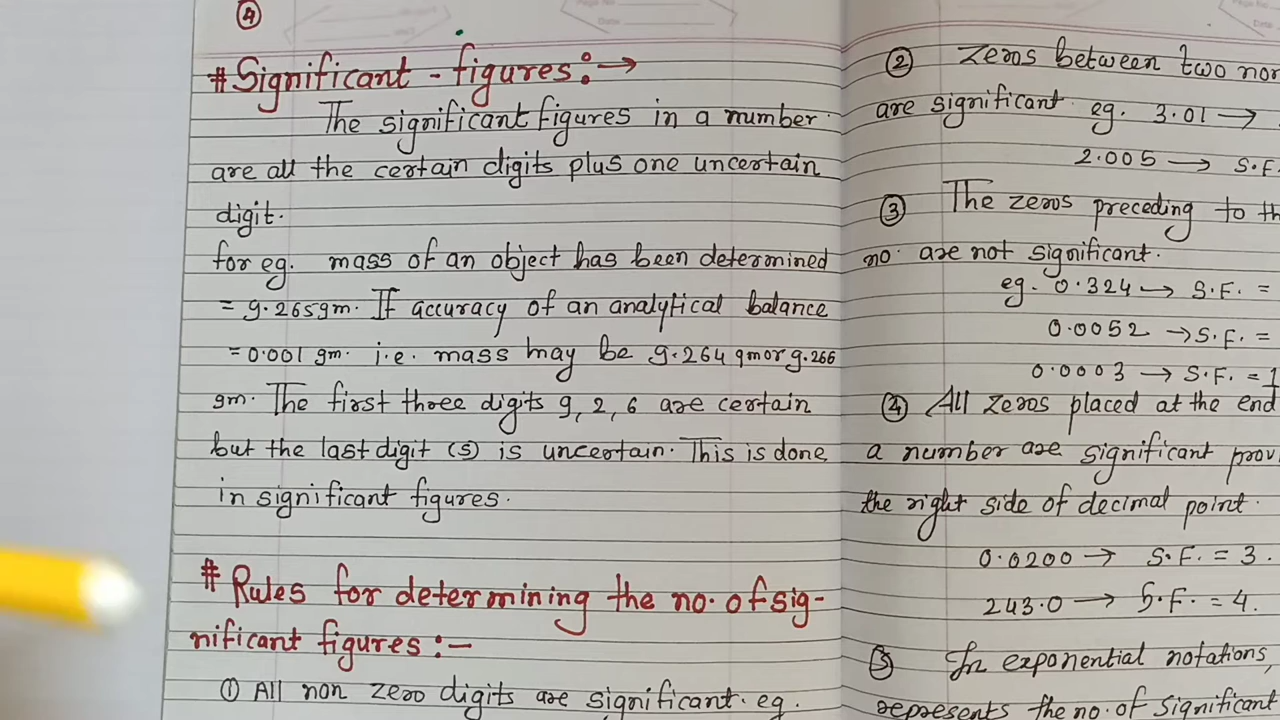 4
# Significant - figures :→
The significant figures in a number
are all the certain digits plus one uncertain
digit.
for eg. mass of an object has been determined
= 9.265gm. If accuracy of an analytical balance
= 0.001 gm. i.e. mass may be 9.264 gm or 9.266
gm. The first three digits 9, 2, 6 are certain
but the last digit (5) is uncertain. This is done
in significant figures.
# Rules for determining the no. of sig-
nificant figures :-
① All non zero digits are significant. eg.
② Zeros between two non
are significant. eg. 3.01 →
2.005 → S.F.
③ The zeros preceding to th
no. are not significant.
eg. 0.324 → S.F. =
0.0052 → S.F. =
0.0003 → S.F. = 1
④ All zeros placed at the end
a number are significant prov
the right side of decimal point.
0.0200 → S.F. = 3.
243.0 → S.F. = 4.
⑤ In exponential notations,
represents the no. of significant